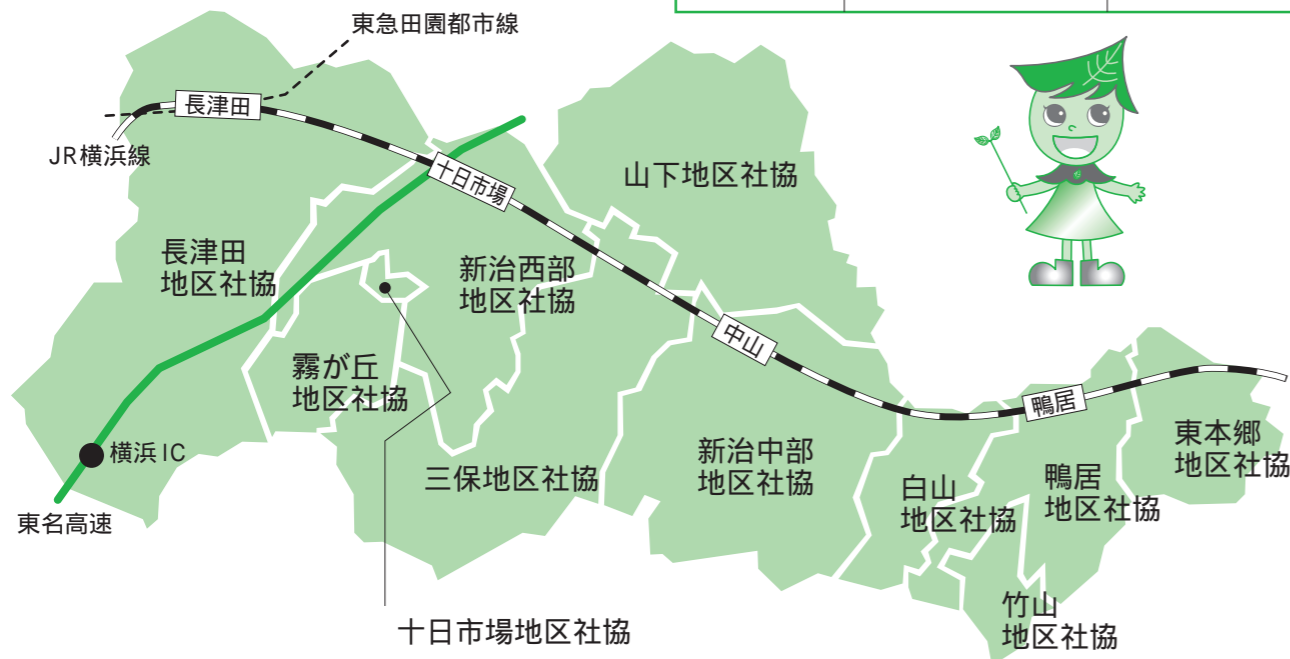 東急田園都市線
長津田
JR横浜線
十日市場
山下地区社協
長津田
地区社協
新治西部
地区社協
中山
霧が丘
地区社協
鴨居
横浜IC
三保地区社協
新治中部
地区社協
白山
地区社協
鴨居
地区社協
東本郷
地区社協
東名高速
竹山
地区社協
十日市場地区社協